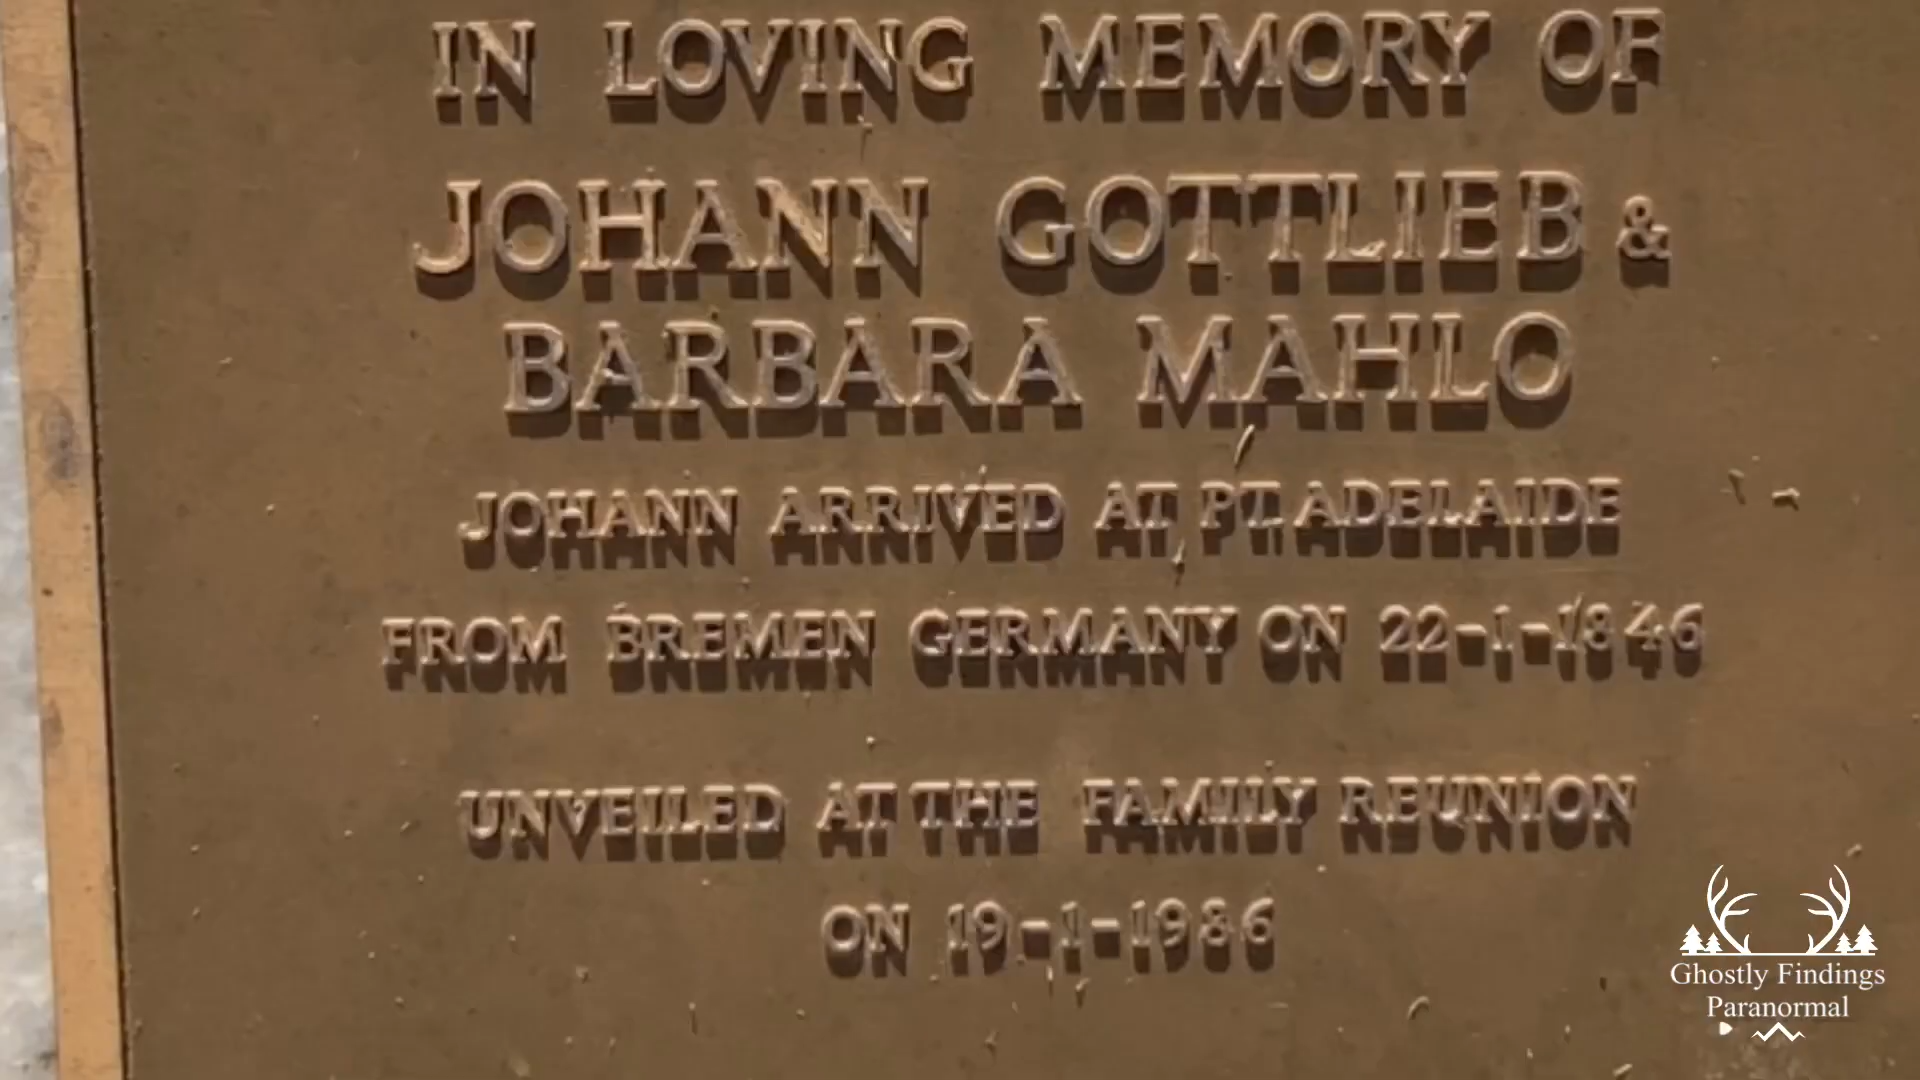 IN LOVING MEMORY OF
JOHANN GOTTLIEB &
BARBARA MAHLO
JOHANN ARRIVED AT PT. ADELAIDE
FROM BREMEN GERMANY ON 22-1-1846
UNVEILED AT THE FAMILY REUNION
ON 19-1-1986
Ghostly Findings
Paranormal